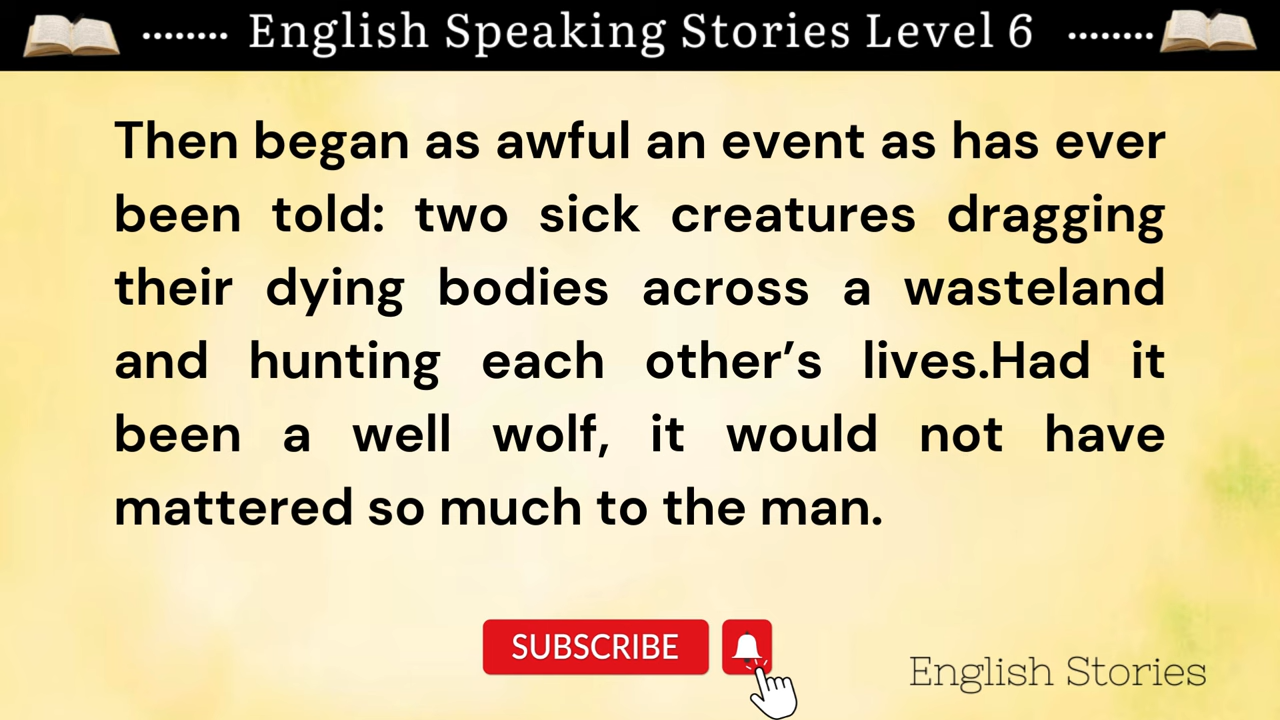 ........ English Speaking Stories Level 6 ........
Then began as awful an event as has ever
been told: two sick creatures dragging
their dying bodies across a wasteland
and hunting each other’s lives.Had it
been a well wolf, it would not have
mattered so much to the man.
SUBSCRIBE
English Stories